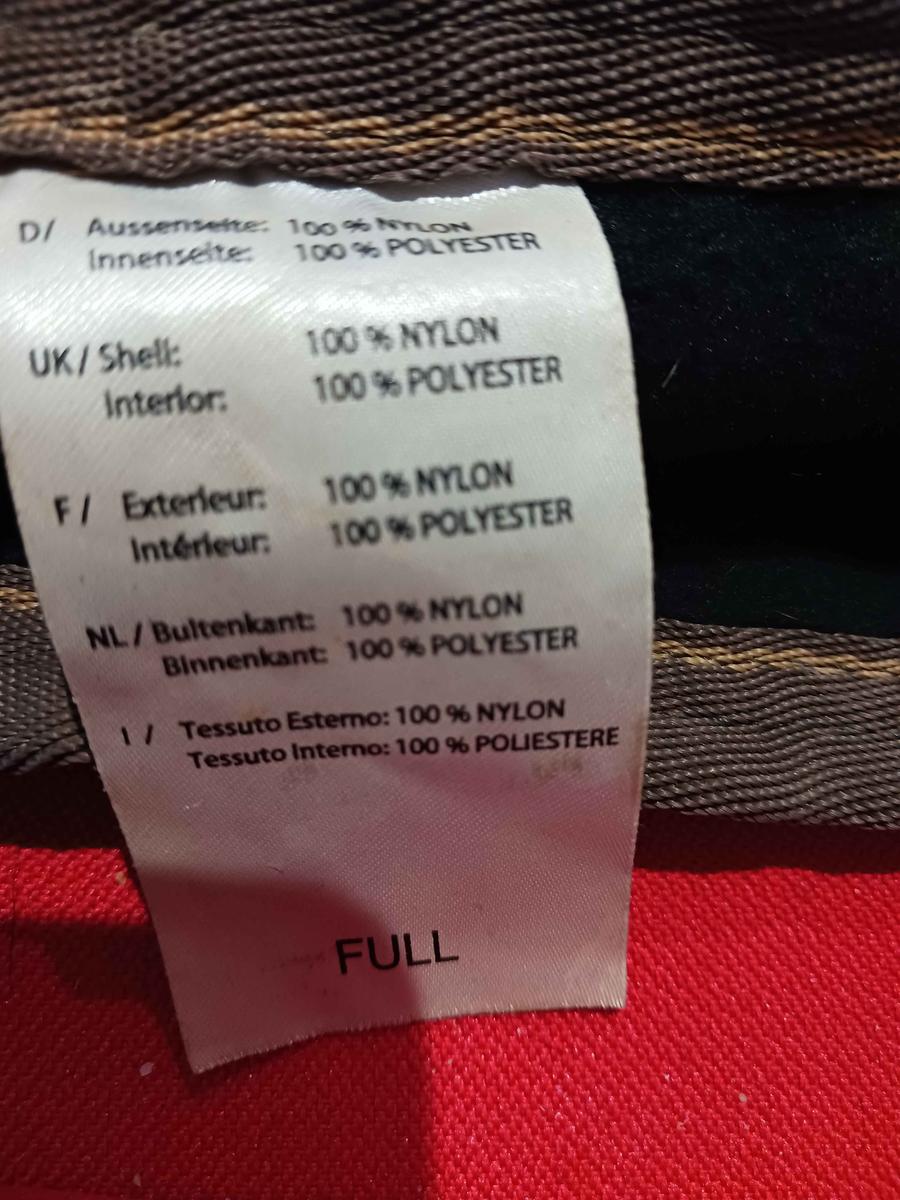 D/ Aussenseite: 100 % NYLON
Innenseite: 100 % POLYESTER
UK / Shell: 100 % NYLON
Interior: 100 % POLYESTER
F / Exterieur: 100 % NYLON
Intérieur: 100 % POLYESTER
NL / Buitenkant: 100 % NYLON
Binnenkant: 100 % POLYESTER
I / Tessuto Esterno: 100 % NYLON
Tessuto Interno: 100 % POLIESTERE
FULL